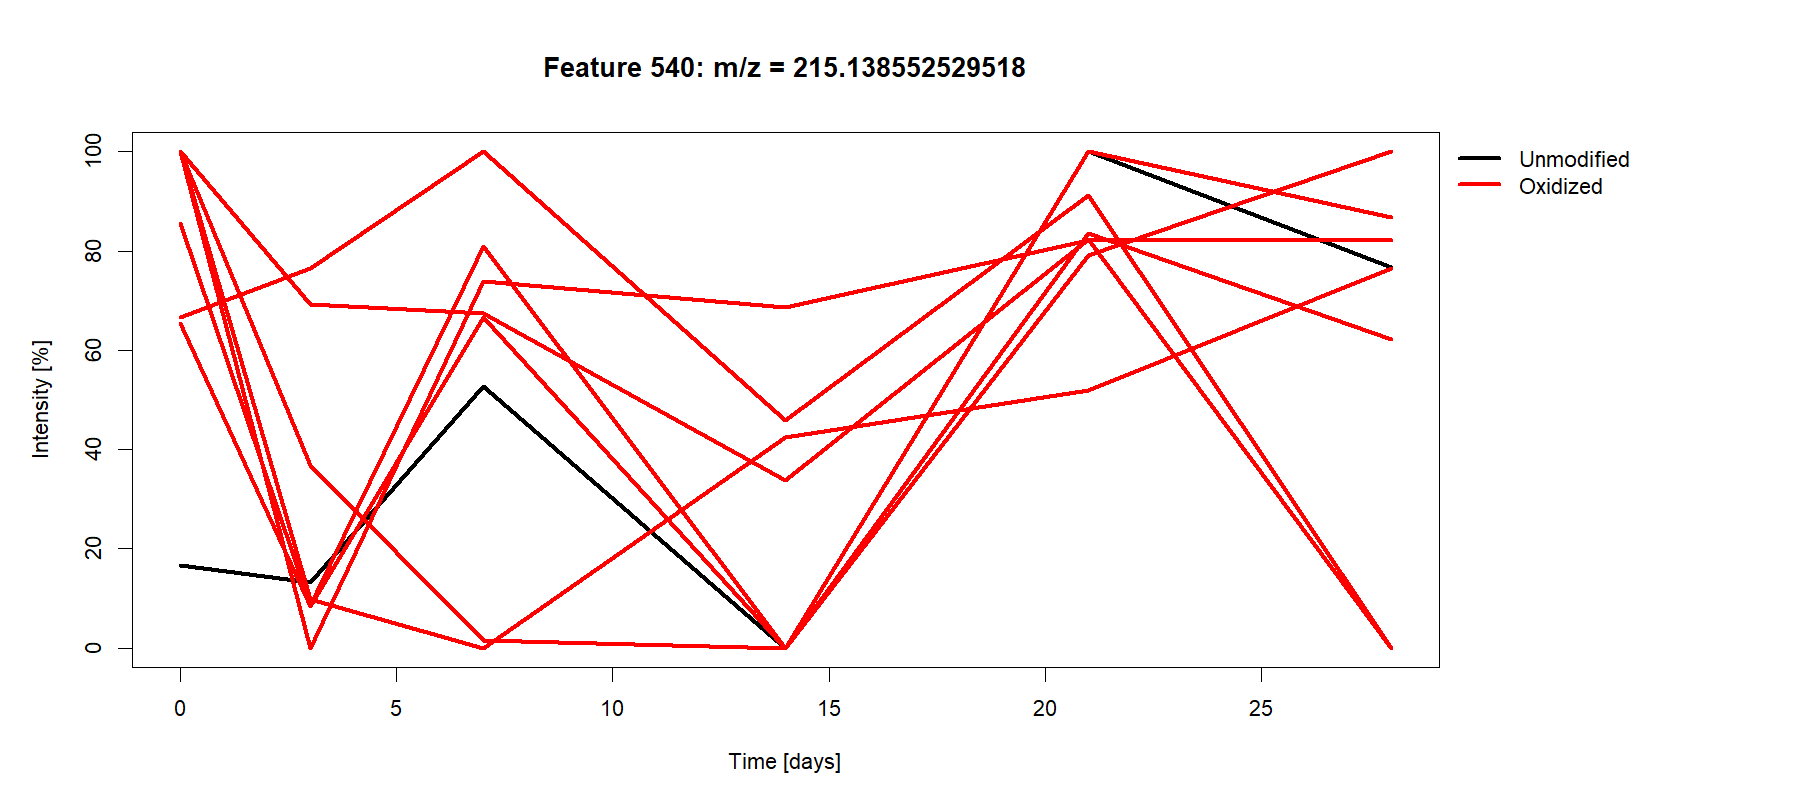 Feature 540: m/z = 215.138552529518
Unmodified
Oxidized
Intensity [%]
100
80
60
40
20
0
0 5 10 15 20 25
Time [days]